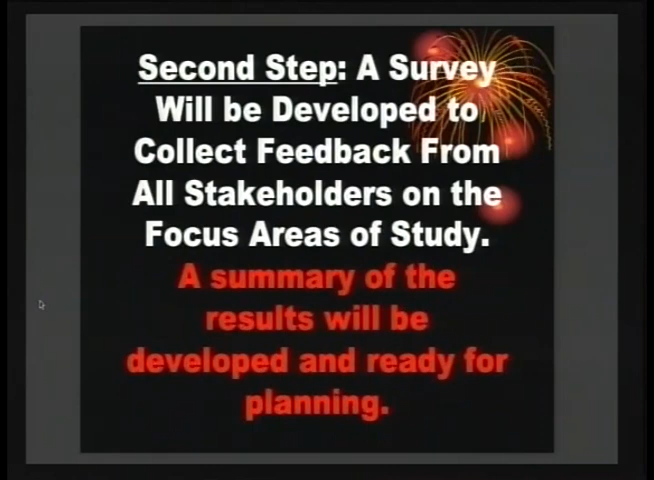 Second Step: A Survey
Will be Developed to
Collect Feedback From
All Stakeholders on the
Focus Areas of Study.
A summary of the
results will be
developed and ready for
planning.